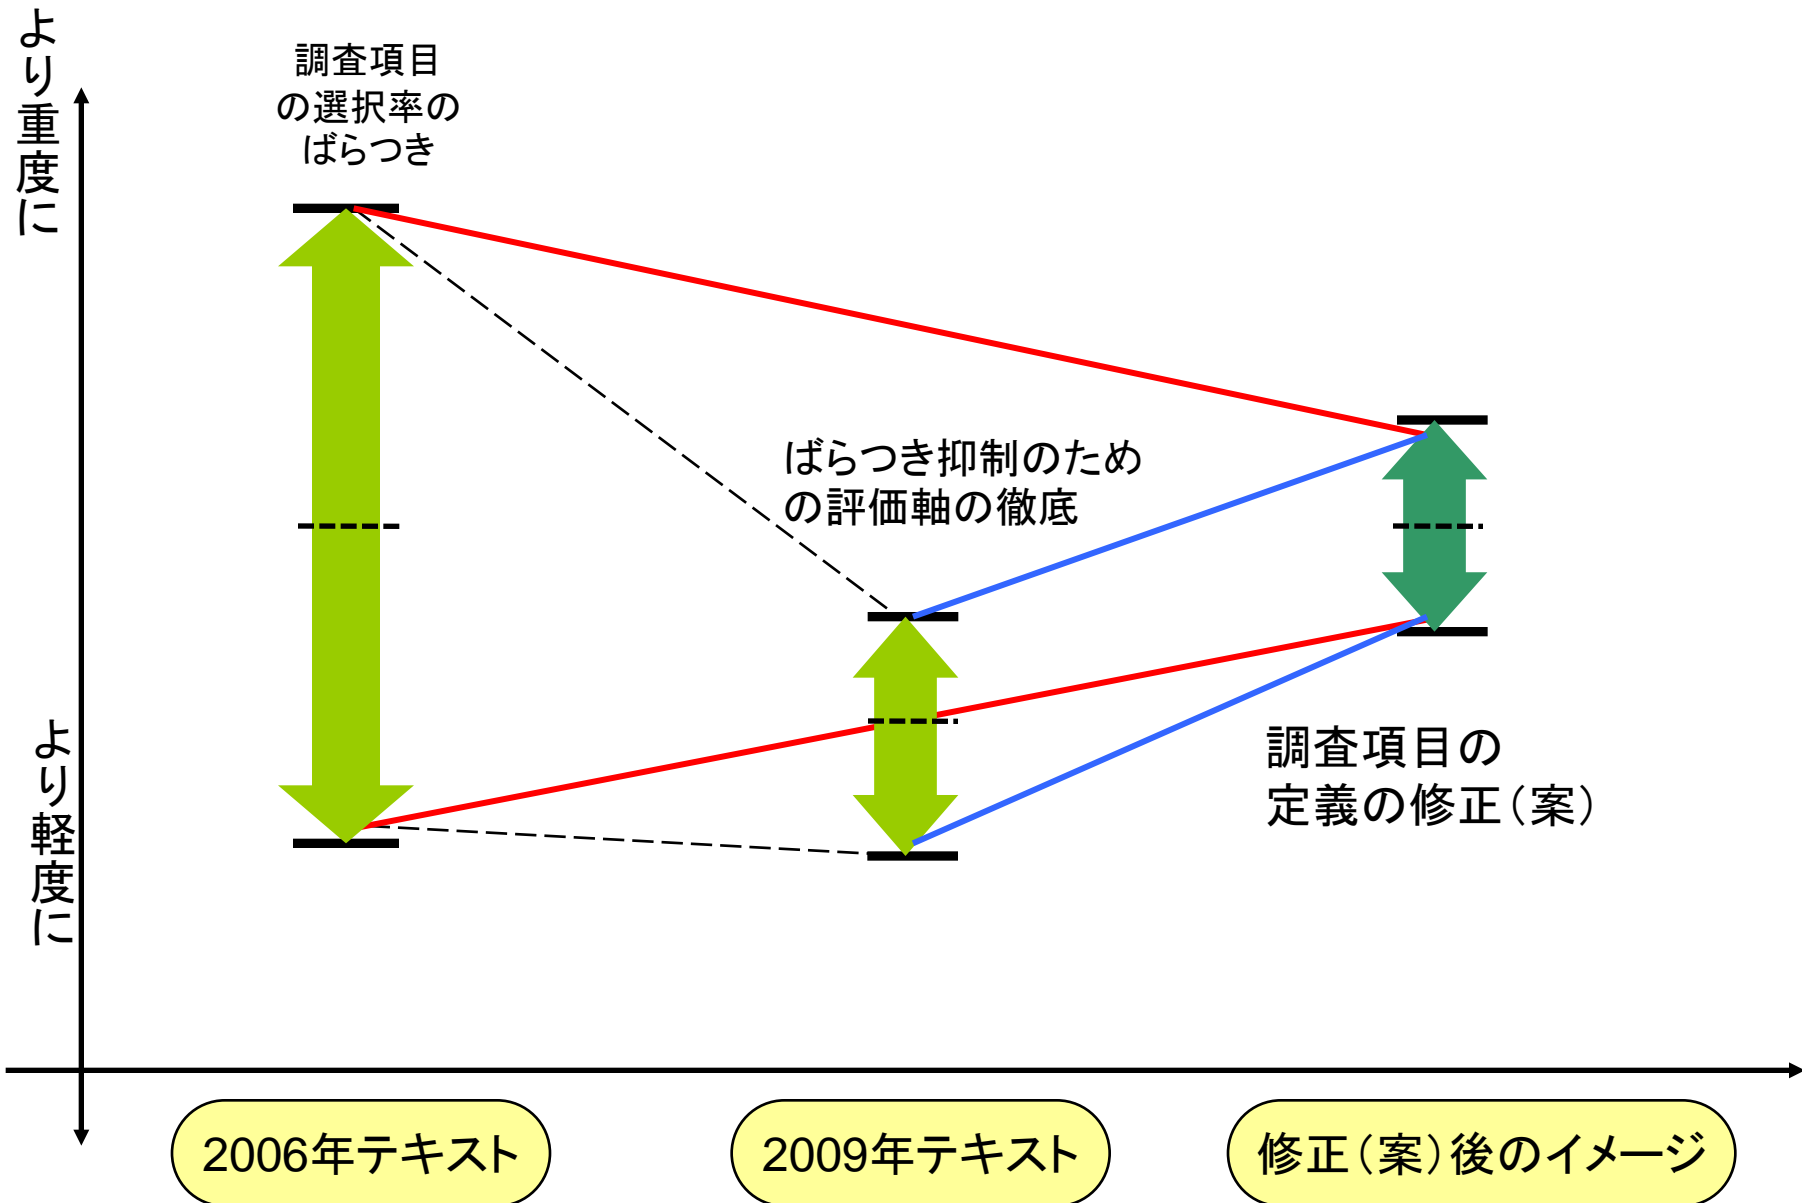 より重度に
調査項目
の選択率の
ばらつき
ばらつき抑制のため
の評価軸の徹底
より軽度に
調査項目の
定義の修正（案）
2006年テキスト
2009年テキスト
修正（案）後のイメージ